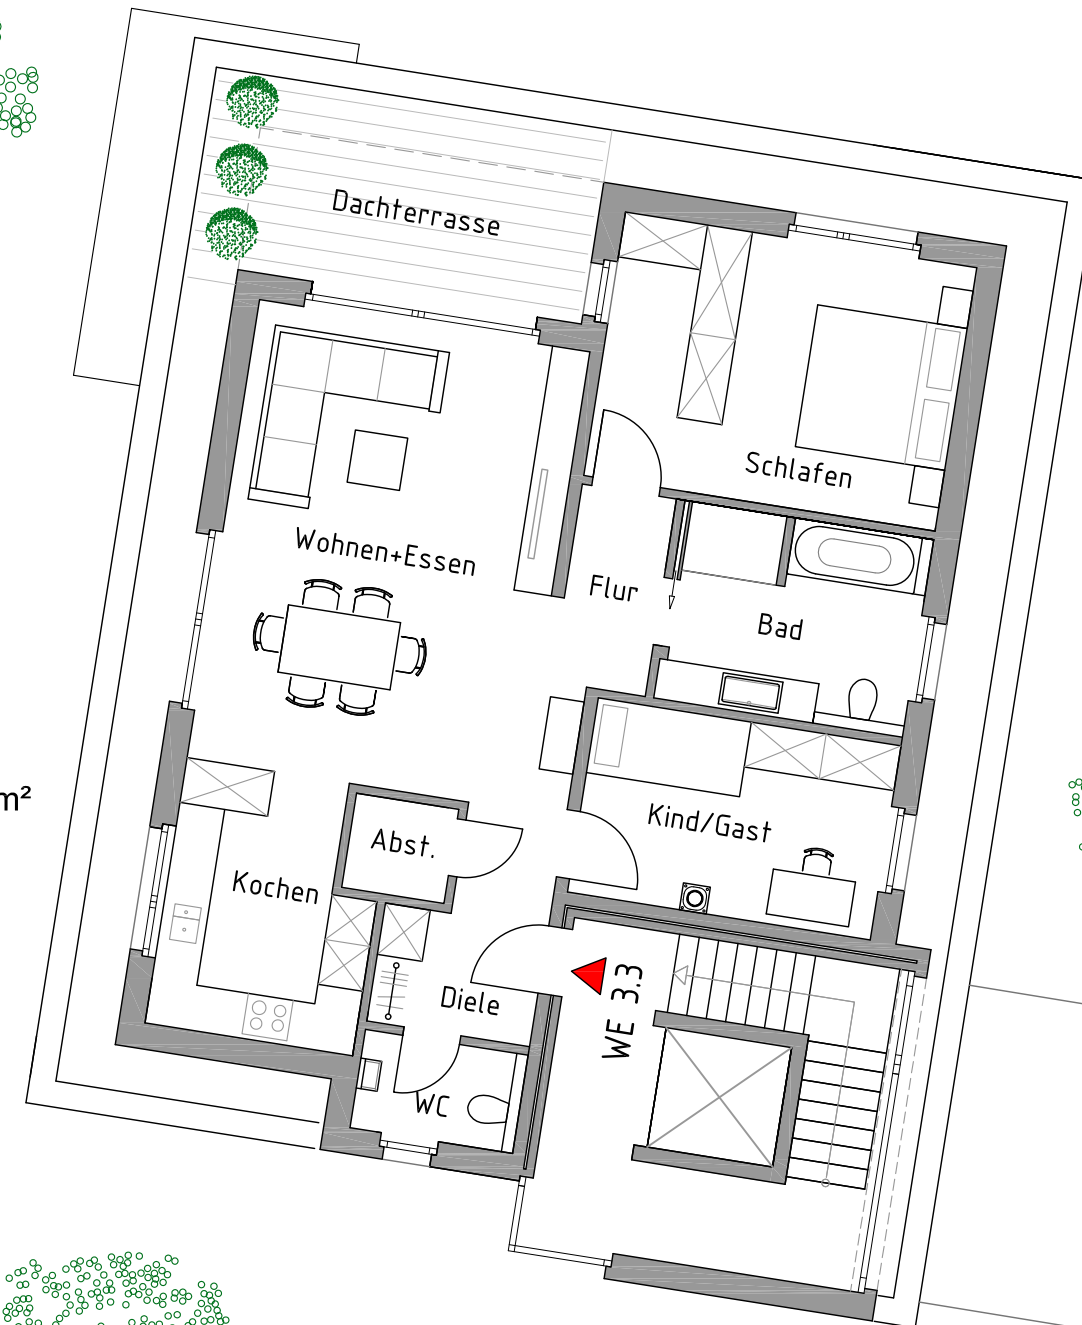 Dachterrasse
Schlafen
Wohnen+Essen
Flur
Bad
m²
Kind/Gast
Abst.
Kochen
Diele
WE 3.3
WC